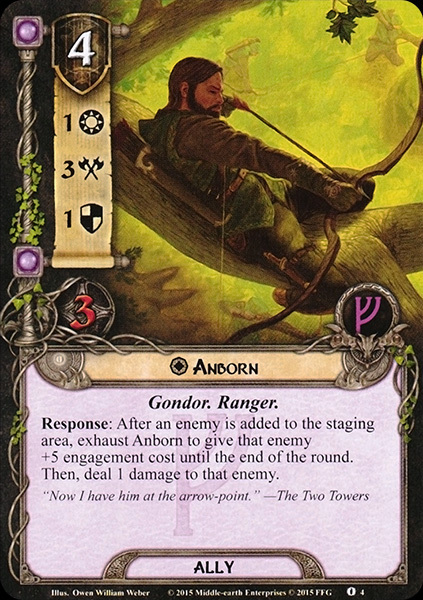 4
1
3
1
3
ANBORN
Gondor. Ranger.
Response: After an enemy is added to the staging
area, exhaust Anborn to give that enemy
+5 engagement cost until the end of the round.
Then, deal 1 damage to that enemy.
“Now I have him at the arrow-point.” —The Two Towers
ALLY
Illus. Owen William Weber © 2015 Middle-earth Enterprises © 2015 FFG 4